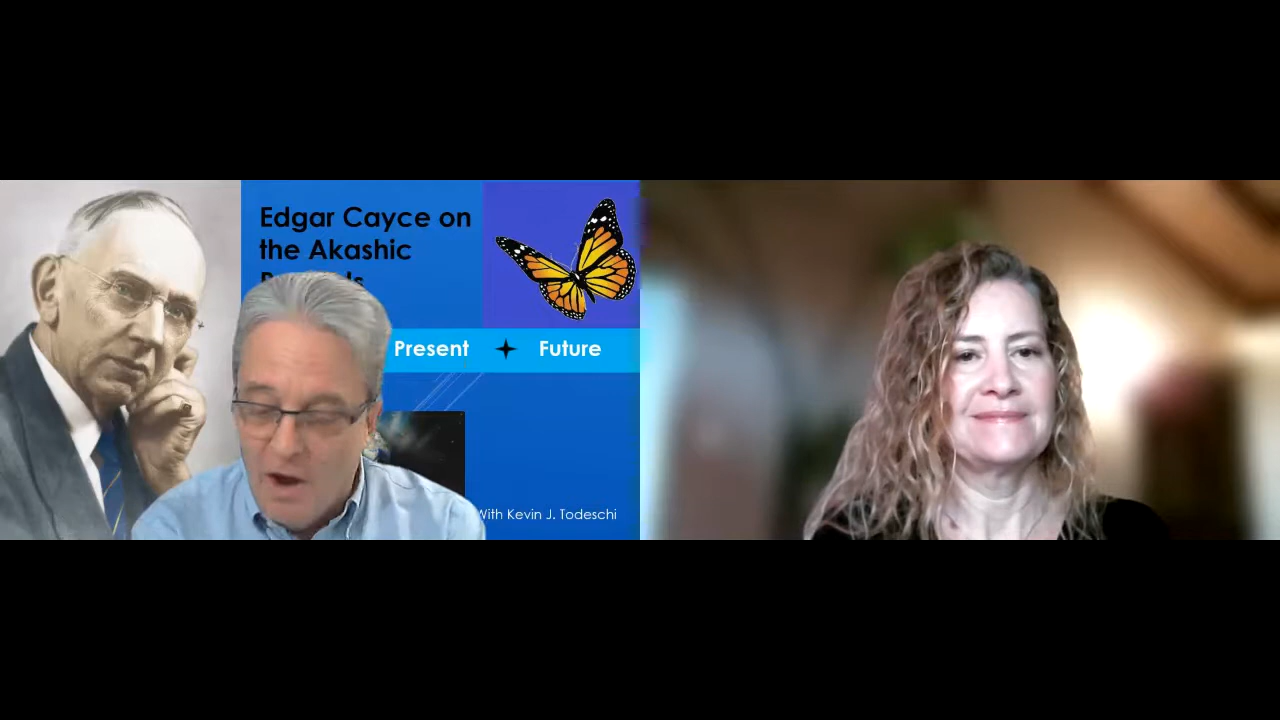 Edgar Cayce on
the Akashic
Present Future
With Kevin J. Todeschi